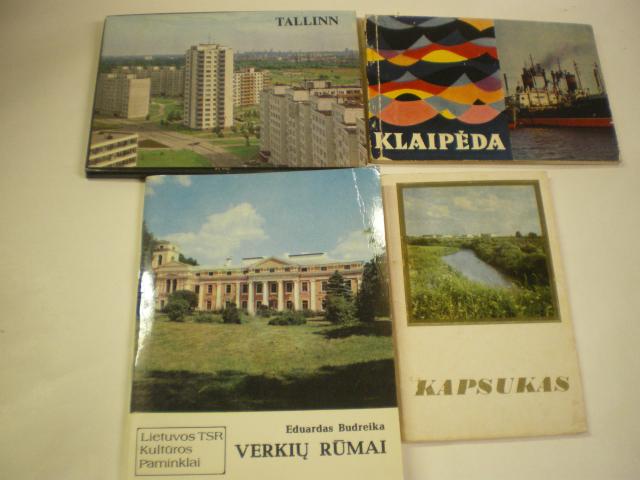 TALLINN
KLAIPĖDA
Eduardas Budreika
VERKIŲ RŪMAI
Lietuvos TSR
Kultūros
Paminklai
KAPSUKAS